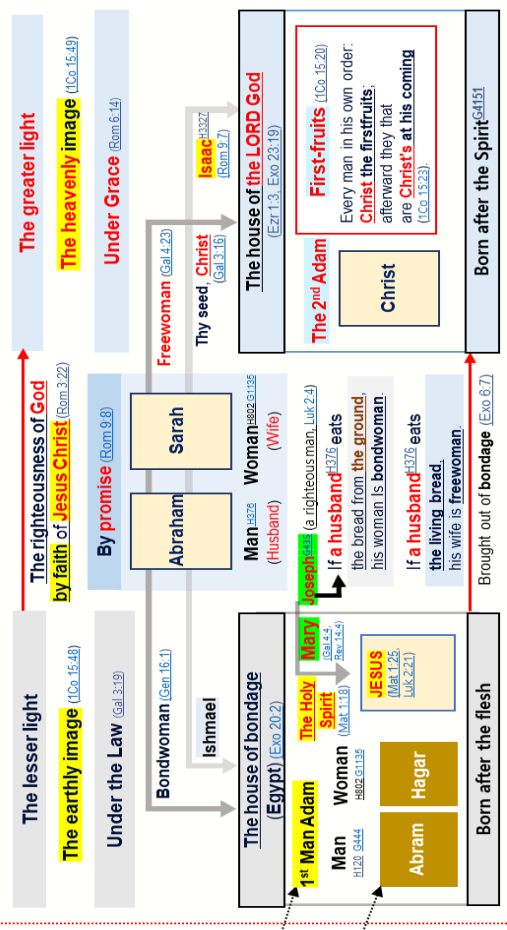 The lesser light
The righteousness of God
by faith of Jesus Christ (Rom 3:22)
The greater light
The earthly image (1Co 15:48)
The heavenly image (1Co 15:49)
Under the Law (Gal 3:19)
By promise (Rom 9:8)
Under Grace (Rom 6:14)
Bondwoman (Gen 16:1)
Abraham
Sarah
Freewoman (Gal 4:23)
Ishmael
Thy seed, Christ
(Gal 3:16)
Isaac H3327
(Rom 9:7)
Man H376
(Husband)
Woman H802 G1135
(Wife)
The house of bondage
(Egypt) (Exo 20:2)
The house of the LORD God
(Ezr 1:3, Exo 23:19)
1st Man Adam
Man
H120 G444
Woman
H802 G1135
Abram
Hagar
The Holy
Spirit
(Mat 1:18)
Mary
(Gal 4:4,
Rev 14:4)
JESUS
(Mat 1:25,
Luk 2:21)
Joseph G435 (a righteous man, Luk 2:4)
If a husband H376 eats
the bread from the ground,
his woman is bondwoman.
If a husband H376 eats
the living bread,
his wife is freewoman.
The 2nd Adam
Christ
First-fruits (1Co 15:20)
Every man in his own order:
Christ the firstfruits;
afterward they that
are Christ's at his coming
(1Co 15:23).
Born after the flesh
Brought out of bondage (Exo 6:7)
Born after the Spirit G4151